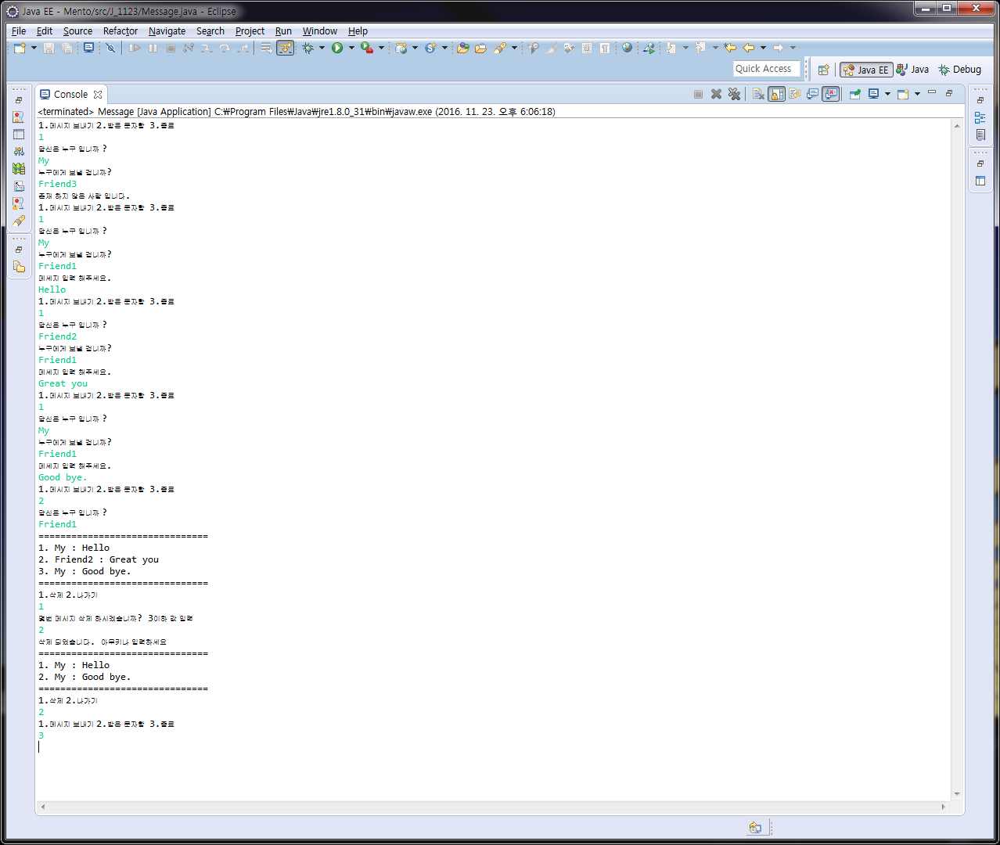 Java EE - Mento/src/J_1123/Message.java - Eclipse
File Edit Source Refactor Navigate Search Project Run Window Help
Quick Access Java EE Java Debug
Console
<terminated> Message [Java Application] C:₩Program Files₩Java₩jre1.8.0_31₩bin₩javaw.exe (2016. 11. 23. 오후 6:06:18)
1.메시지 보내기 2.받은 문자함 3.종료
1
당신은 누구 입니까 ?
My
누구에게 보낼 겁니까?
Friend3
존재 하지 않은 사람 입니다.
1.메시지 보내기 2.받은 문자함 3.종료
1
당신은 누구 입니까 ?
My
누구에게 보낼 겁니까?
Friend1
메세지 입력 해주세요.
Hello
1.메시지 보내기 2.받은 문자함 3.종료
1
당신은 누구 입니까 ?
Friend2
누구에게 보낼 겁니까?
Friend1
메세지 입력 해주세요.
Great you
1.메시지 보내기 2.받은 문자함 3.종료
1
당신은 누구 입니까 ?
My
누구에게 보낼 겁니까?
Friend1
메세지 입력 해주세요.
Good bye.
1.메시지 보내기 2.받은 문자함 3.종료
2
당신은 누구 입니까 ?
Friend1
===============================
1. My : Hello
2. Friend2 : Great you
3. My : Good bye.
===============================
1.삭제 2.나가기
1
몇번 메시지 삭제 하시겠습니까? 3이하 값 입력
2
삭제 되었습니다. 아무키나 입력하세요
===============================
1. My : Hello
2. My : Good bye.
===============================
1.삭제 2.나가기
2
1.메시지 보내기 2.받은 문자함 3.종료
3